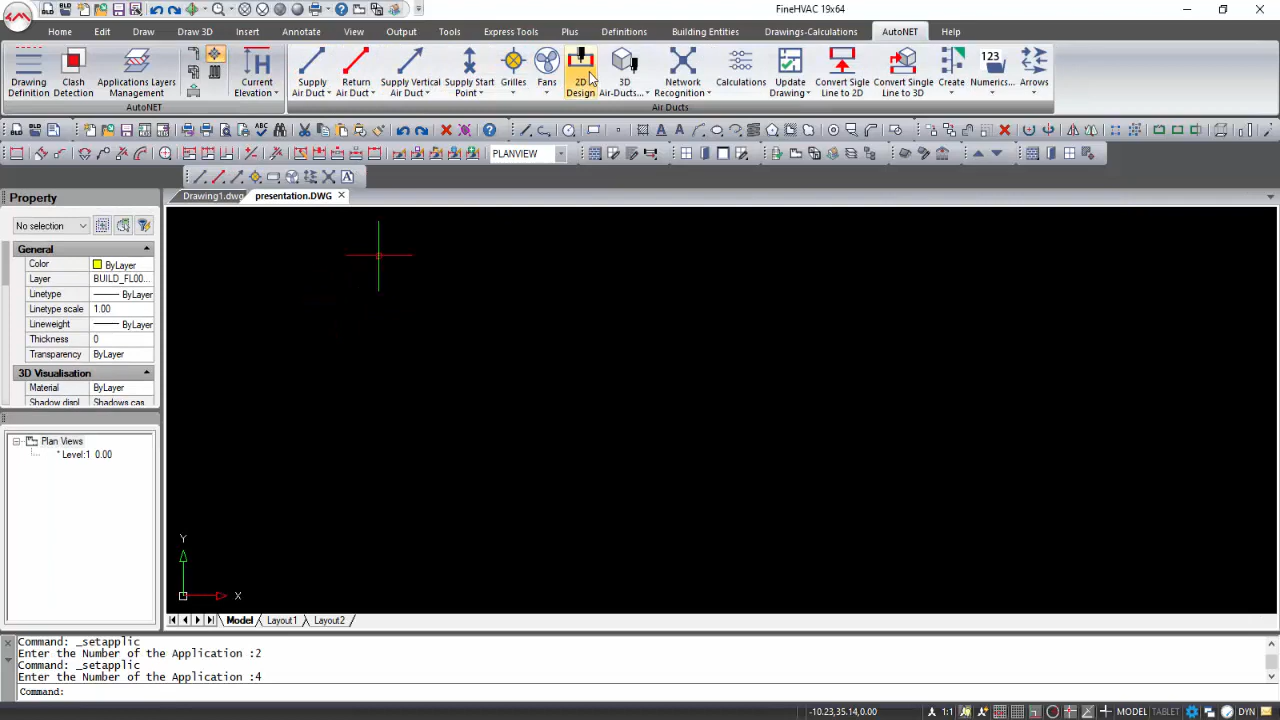 FineHVAC 19x64
Home Edit Draw Draw 3D Insert Annotate View Output Tools Express Tools Plus Definitions Building Entities Drawings-Calculations AutoNET Help
Drawing Definition
Clash Detection
Applications Layers Management
Current Elevation
Supply Air Duct
Return Air Duct
Supply Vertical Air Duct
Supply Start Point
Grilles
Fans
2D Design
3D Air-Ducts...
Network Recognition
Calculations
Update Drawing
Convert Single Line to 2D
Convert Single Line to 3D
Create
123
Numerics...
Arrows
AutoNET
Air Ducts
PLANVIEW
Property
Drawing1.dwg
presentation.DWG
No selection
General
Color ByLayer
Layer BUILD_FL00...
Linetype ByLayer
Linetype scale 1.00
Lineweight ByLayer
Thickness 0
Transparency ByLayer
3D Visualisation
Material ByLayer
Shadow displ Shadows cas
Plan Views
* Level:1 0.00
Y
X
Model Layout1 Layout2
Command: _setapplic
Enter the Number of the Application :2
Command: _setapplic
Enter the Number of the Application :4
Command:
-10.23,35.14,0.00 1:1 MODEL TABLET DYN